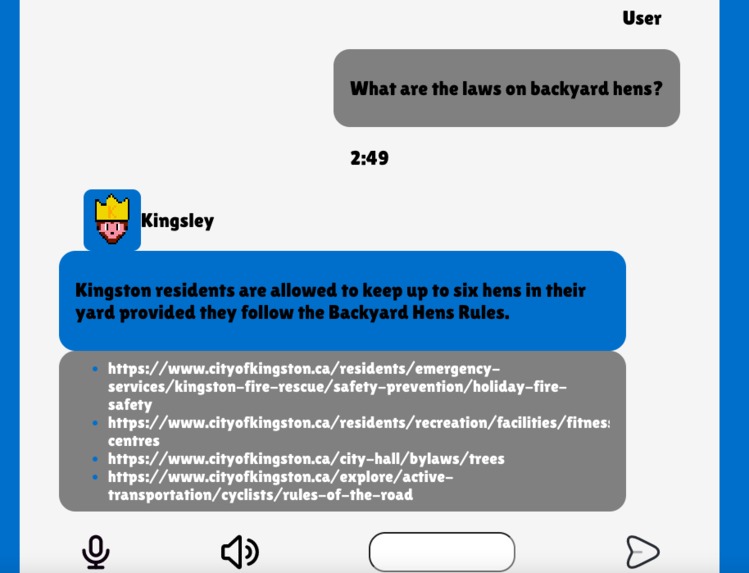 User
What are the laws on backyard hens?
2:49
Kingsley
Kingston residents are allowed to keep up to six hens in their
yard provided they follow the Backyard Hens Rules.
https://www.cityofkingston.ca/residents/emergency-
services/kingston-fire-rescue/safety-prevention/holiday-fire-
safety
https://www.cityofkingston.ca/residents/recreation/facilities/fitness
centres
https://www.cityofkingston.ca/city-hall/bylaws/trees
https://www.cityofkingston.ca/explore/active-
transportation/cyclists/rules-of-the-road